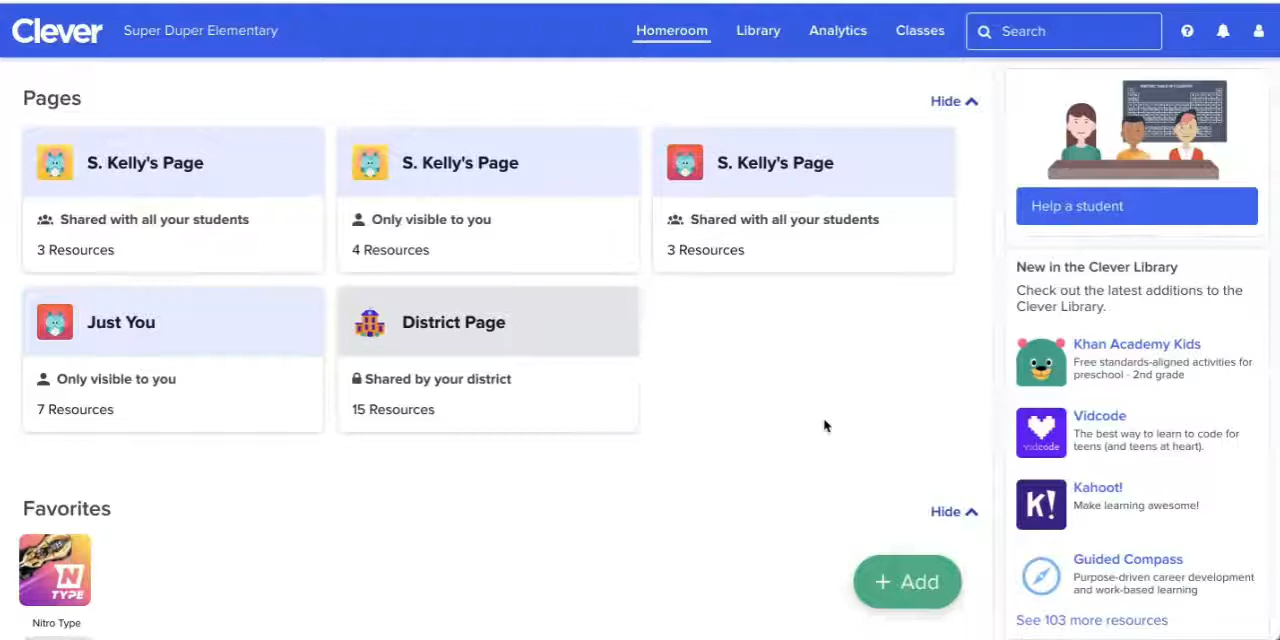 Clever
Super Duper Elementary
Homeroom
Library
Analytics
Classes
Search
Pages
Hide
S. Kelly's Page
Shared with all your students
3 Resources
S. Kelly's Page
Only visible to you
4 Resources
S. Kelly's Page
Shared with all your students
3 Resources
Just You
Only visible to you
7 Resources
District Page
Shared by your district
15 Resources
Favorites
Hide
N
TYPE
Nitro Type
+ Add
Help a student
New in the Clever Library
Check out the latest additions to the
Clever Library.
Khan Academy Kids
Free standards-aligned activities for
preschool - 2nd grade
vidcode
Vidcode
The best way to learn to code for
teens (and teens at heart).
K!
Kahoot!
Make learning awesome!
Guided Compass
Purpose-driven career development
and work-based learning
See 103 more resources